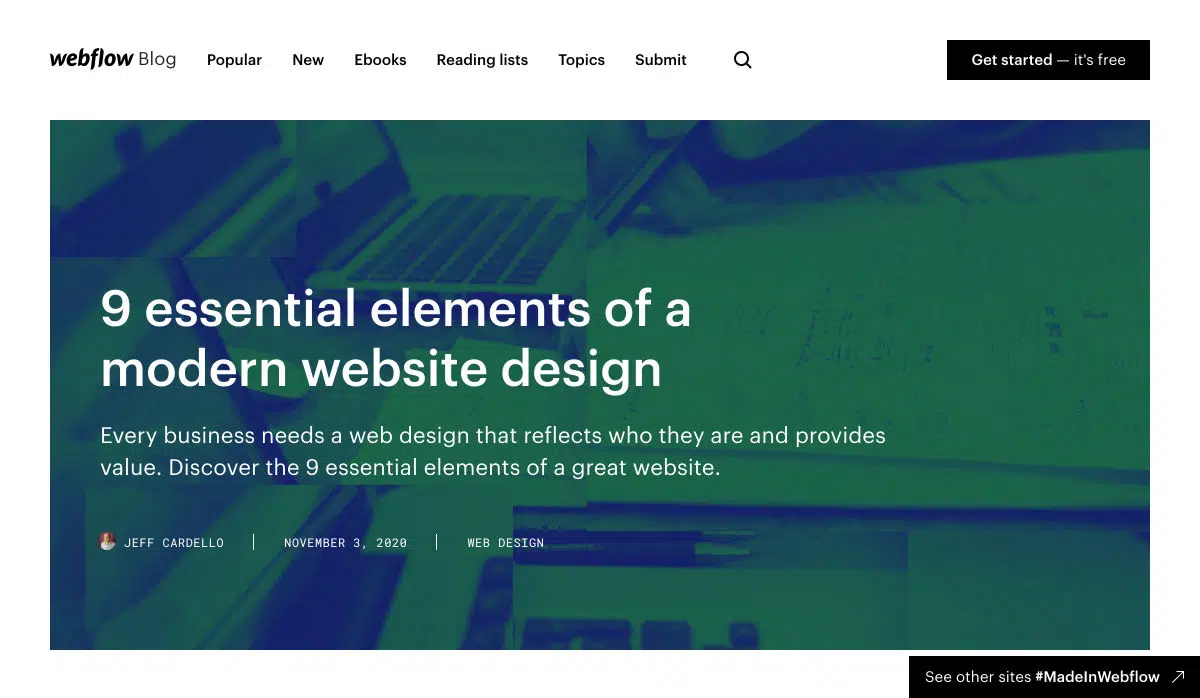 webflow Blog Popular New Ebooks Reading lists Topics Submit Get started — it's free
9 essential elements of a
modern website design
Every business needs a web design that reflects who they are and provides
value. Discover the 9 essential elements of a great website.
JEFF CARDELLO NOVEMBER 3, 2020 WEB DESIGN
See other sites #MadeInWebflow